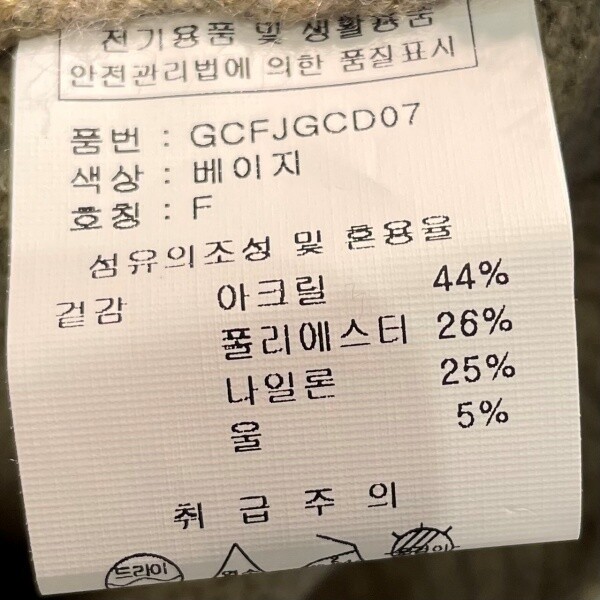 전기용품 및 생활용품
안전관리법에 의한 품질표시
품번 : GCFJGCD07
색상 : 베이지
호칭 : F
섬유의조성 및 혼용율
겉감 아크릴 44%
폴리에스터 26%
나일론 25%
울 5%
취급주의
드라이